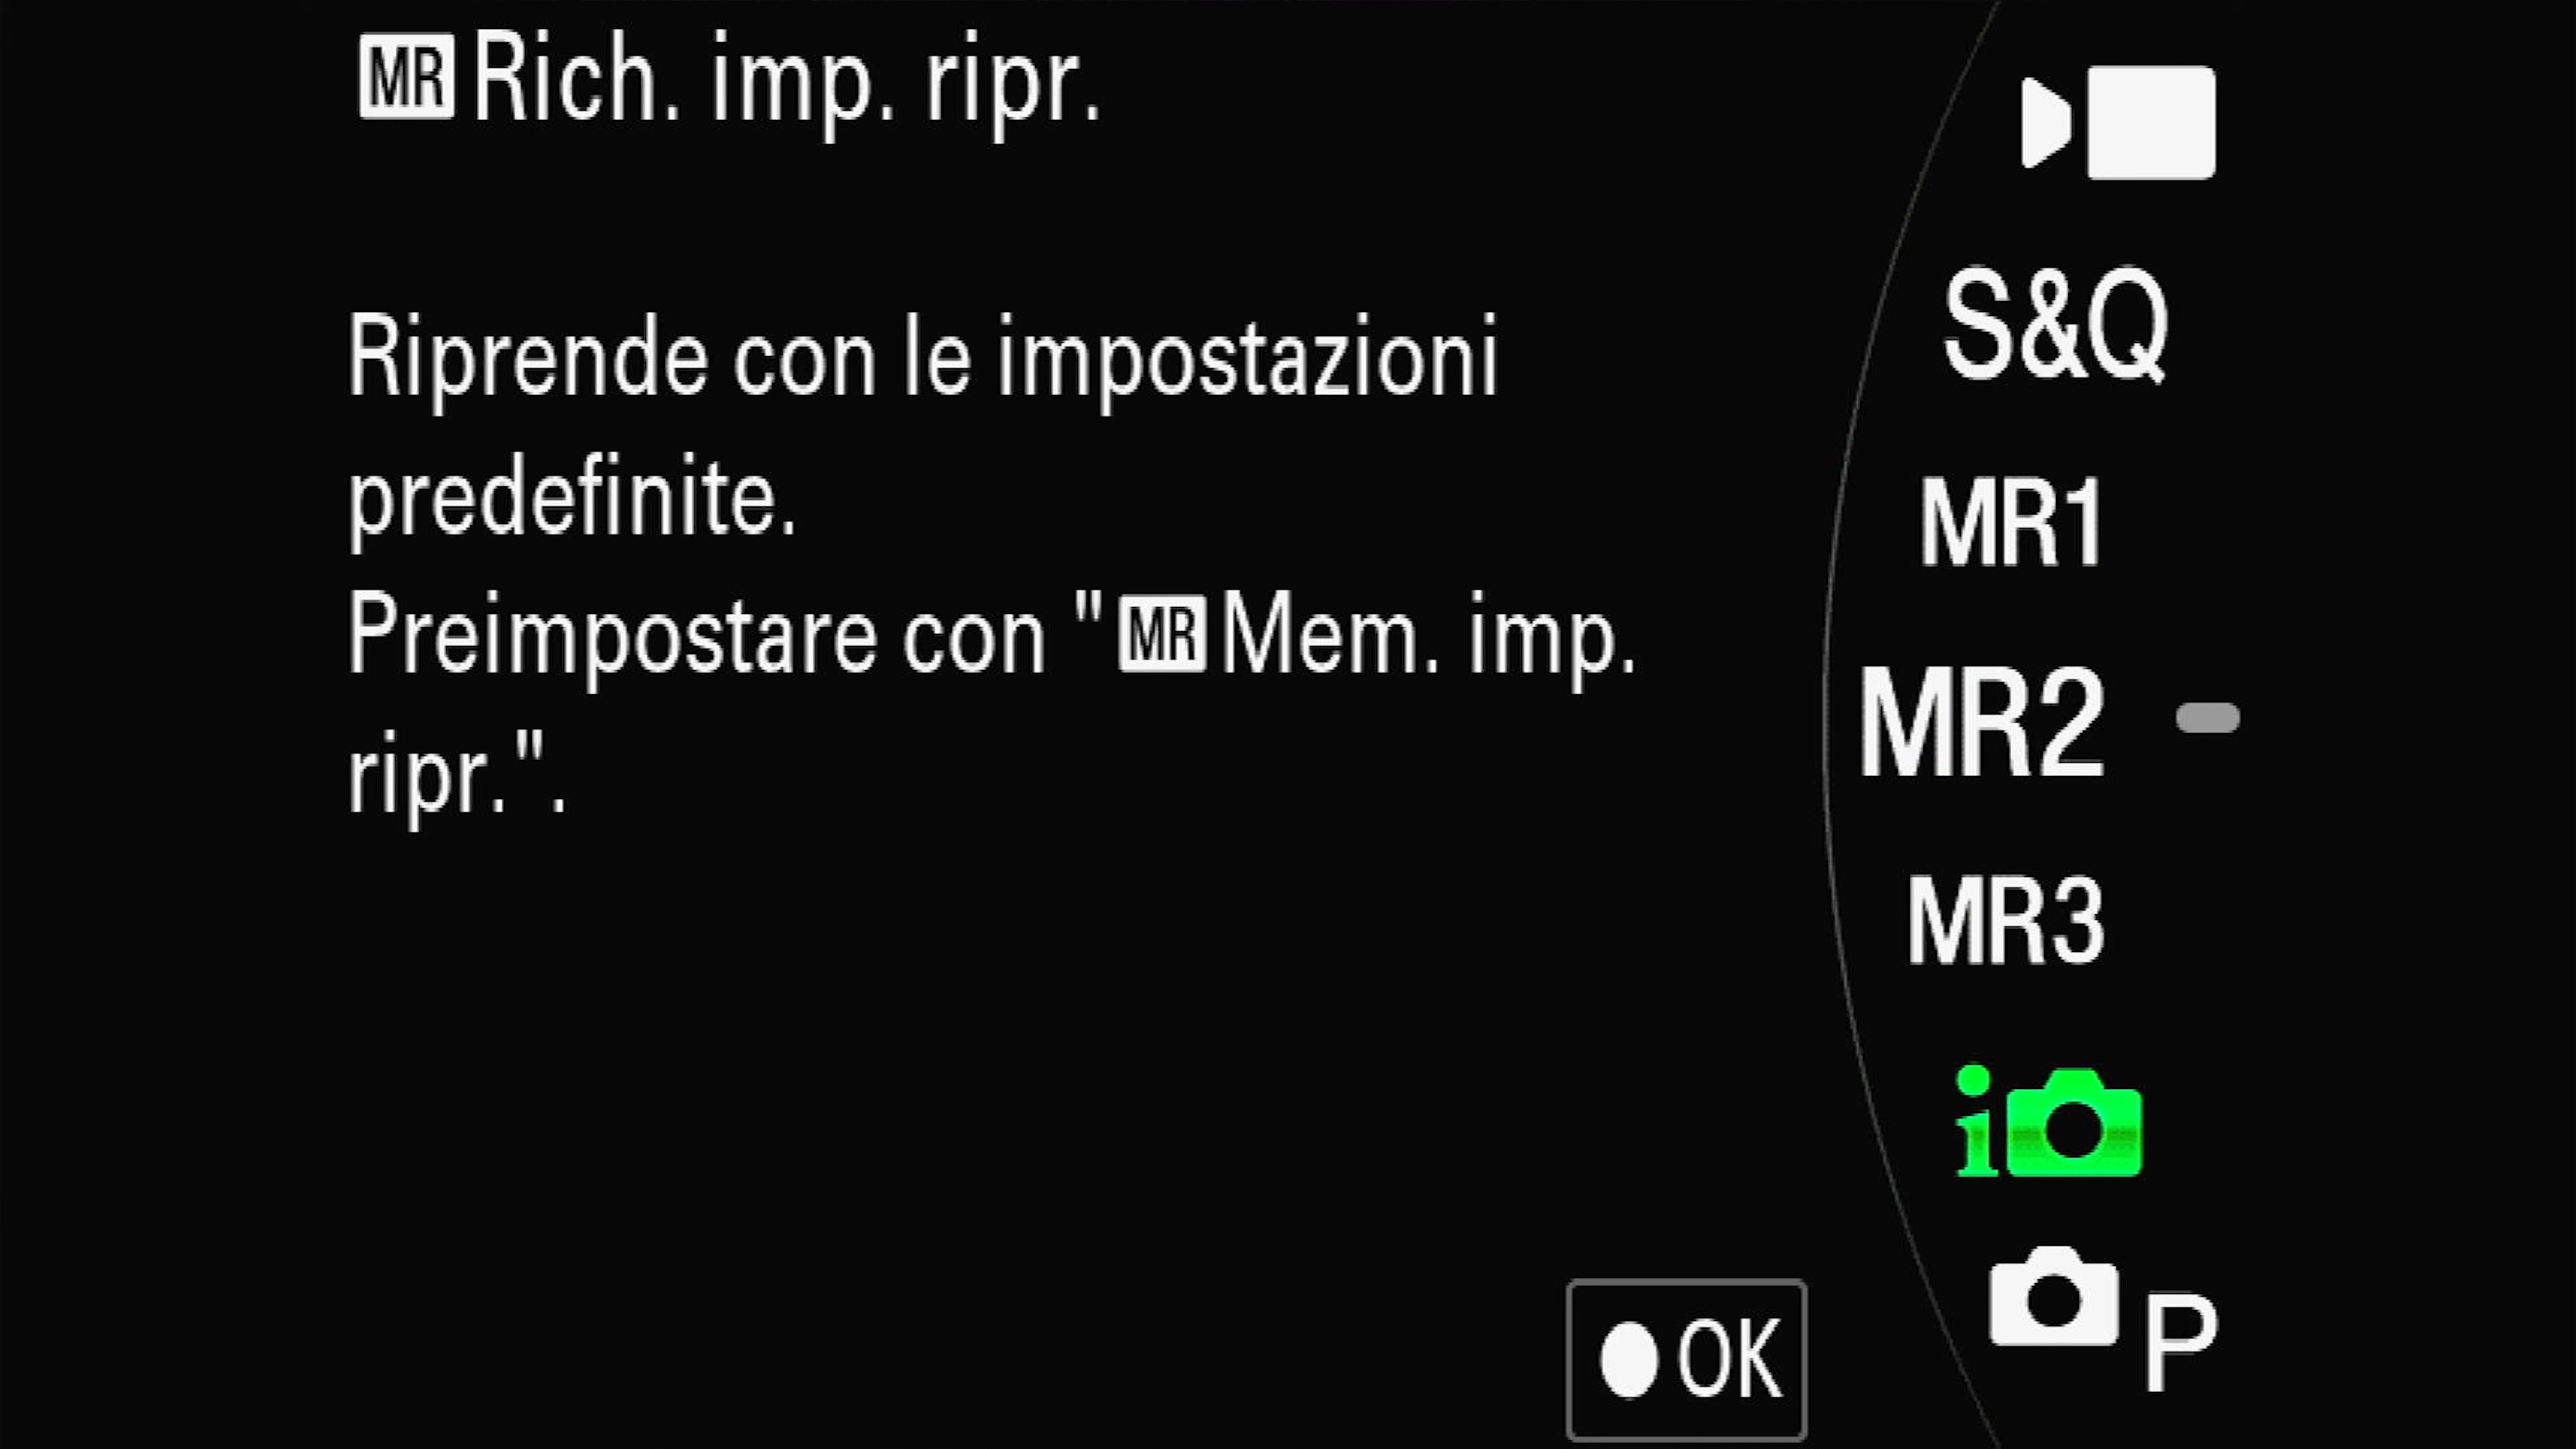 MR Rich. imp. ripr.
Riprende con le impostazioni
predefinite.
Preimpostare con "MR Mem. imp.
ripr.".
S&Q
MR1
MR2
MR3
i
P
OK